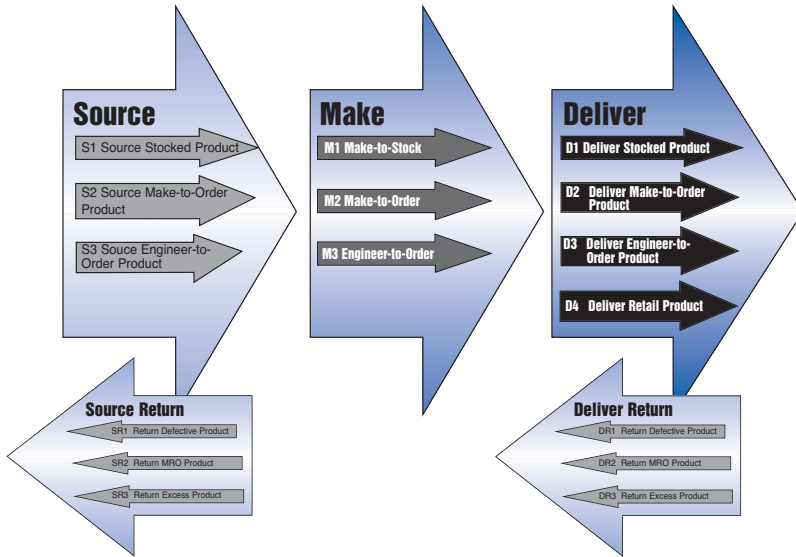 Source
S1 Source Stocked Product
S2 Source Make-to-Order
Product
S3 Souce Engineer-to-
Order Product
Make
M1 Make-to-Stock
M2 Make-to-Order
M3 Engineer-to-Order
Deliver
D1 Deliver Stocked Product
D2 Deliver Make-to-Order
Product
D3 Deliver Engineer-to-
Order Product
D4 Deliver Retail Product
Source Return
SR1 Return Defective Product
SR2 Return MRO Product
SR3 Return Excess Product
Deliver Return
DR1 Return Defective Product
DR2 Return MRO Product
DR3 Return Excess Product